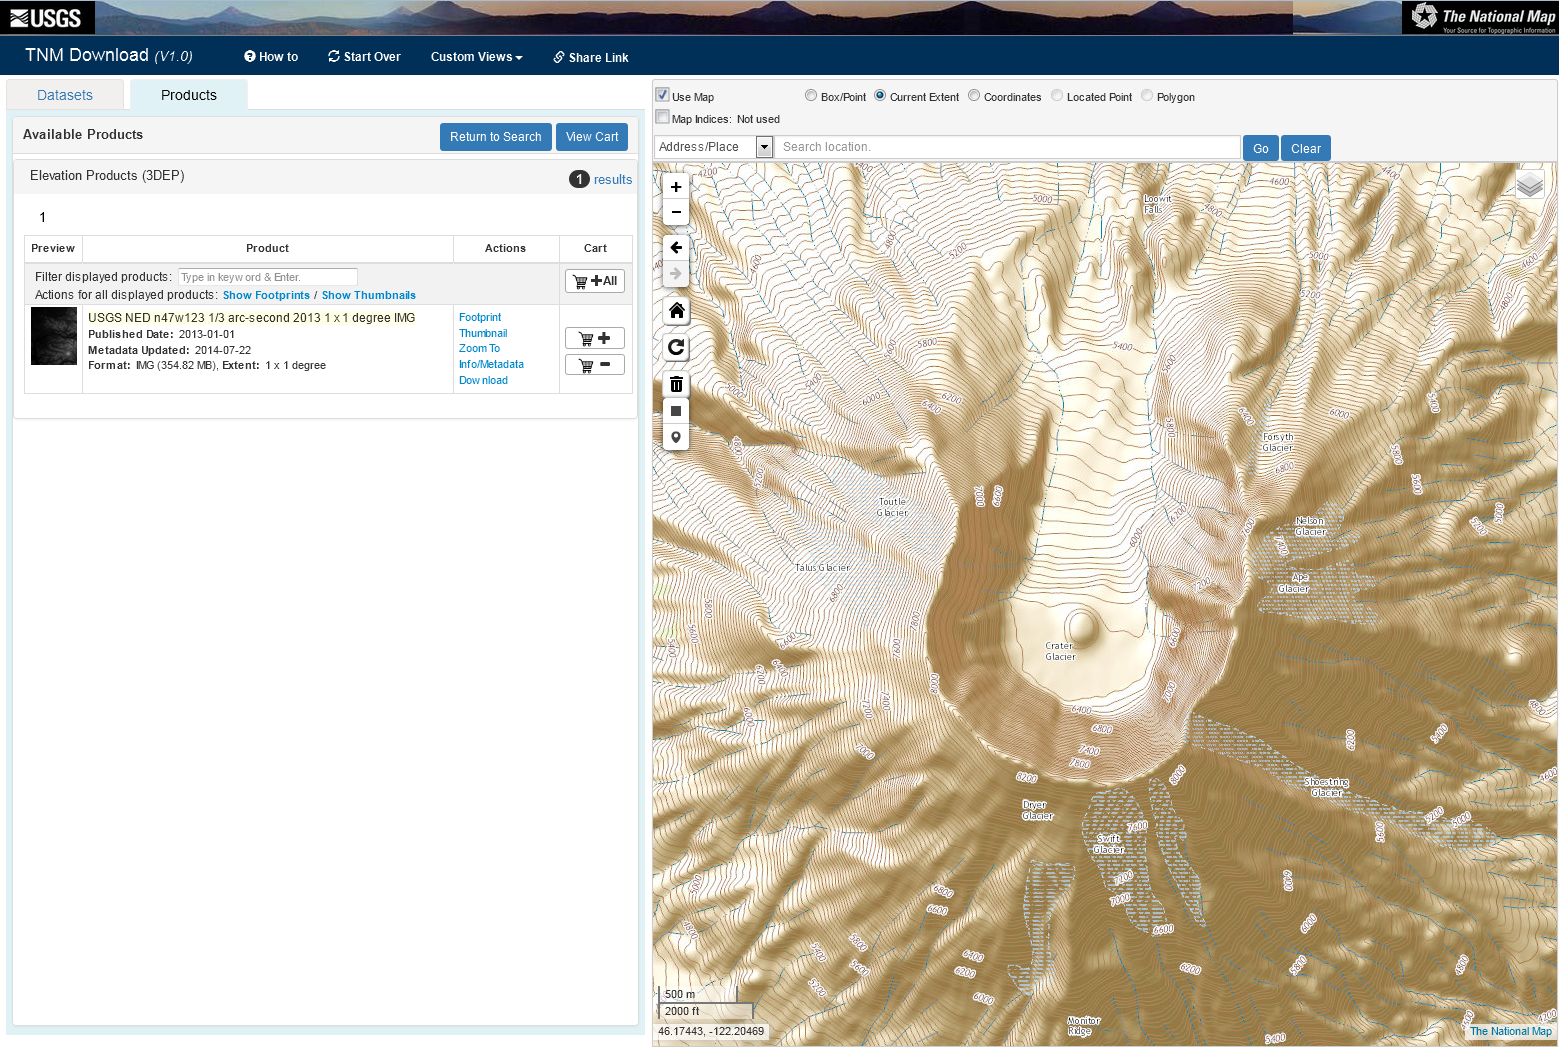 USGS
The National Map
Your Source for Topographic Information
TNM Download (V1.0)
How to
Start Over
Custom Views
Share Link
Datasets
Products
Available Products
Return to Search
View Cart
Elevation Products (3DEP)
1 results
1
Preview
Product
Actions
Cart
Filter displayed products: Type in keyword & Enter.
Actions for all displayed products: Show Footprints / Show Thumbnails
+All
USGS NED n47w123 1/3 arc-second 2013 1 x 1 degree IMG
Published Date: 2013-01-01
Metadata Updated: 2014-07-22
Format: IMG (354.82 MB), Extent: 1 x 1 degree
Footprint
Thumbnail
Zoom To
Info/Metadata
Download
Use Map
Box/Point
Current Extent
Coordinates
Located Point
Polygon
Map Indices: Not used
Address/Place
Search location.
Go
Clear
Loowit
Falls
Forsyth
Glacier
Toutle
Glacier
Nelson
Glacier
Talus Glacier
Ape
Glacier
Crater
Glacier
Shoestring
Glacier
Dryer
Glacier
Swift
Glacier
Monitor
Ridge
4200
4600
5000
4800
5200
5400
5800
6000
6200
6400
6800
7000
6600
7200
7400
7600
7800
8000
8200
500 m
2000 ft
46.17443, -122.20469
The National Map